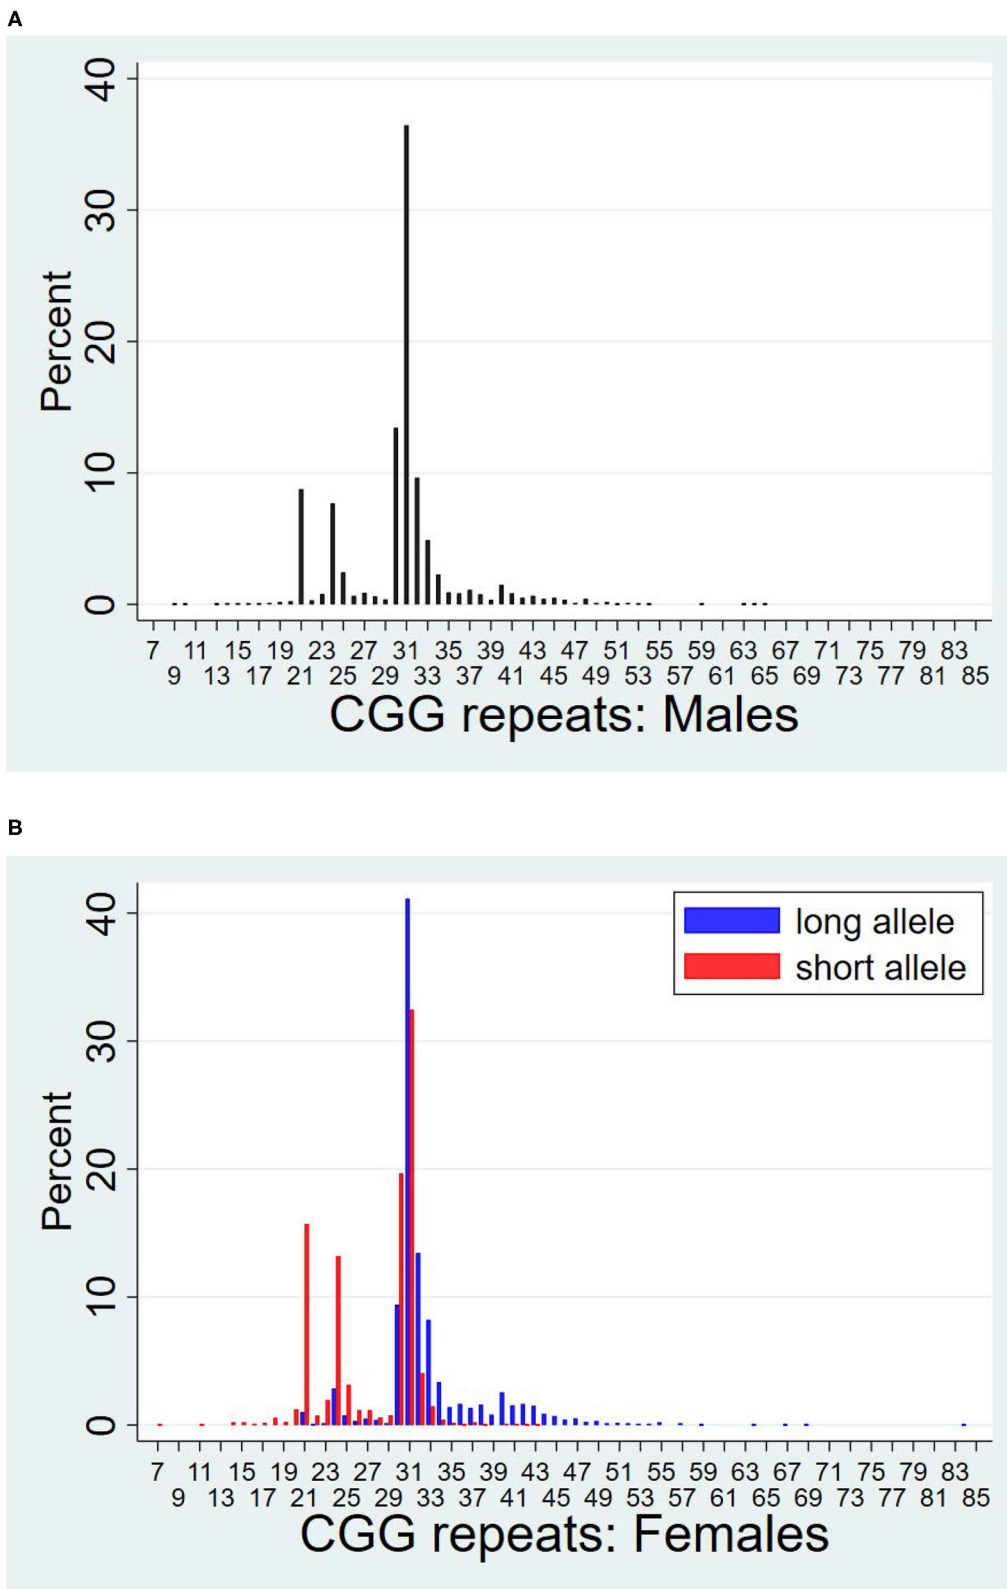 A
40
30
20
10
0
Percent
7 11 15 19 23 27 31 35 39 43 47 51 55 59 63 67 71 75 79 83
9 13 17 21 25 29 33 37 41 45 49 53 57 61 65 69 73 77 81 85
CGG repeats: Males
B
long allele
short allele
40
30
20
10
0
Percent
7 11 15 19 23 27 31 35 39 43 47 51 55 59 63 67 71 75 79 83
9 13 17 21 25 29 33 37 41 45 49 53 57 61 65 69 73 77 81 85
CGG repeats: Females